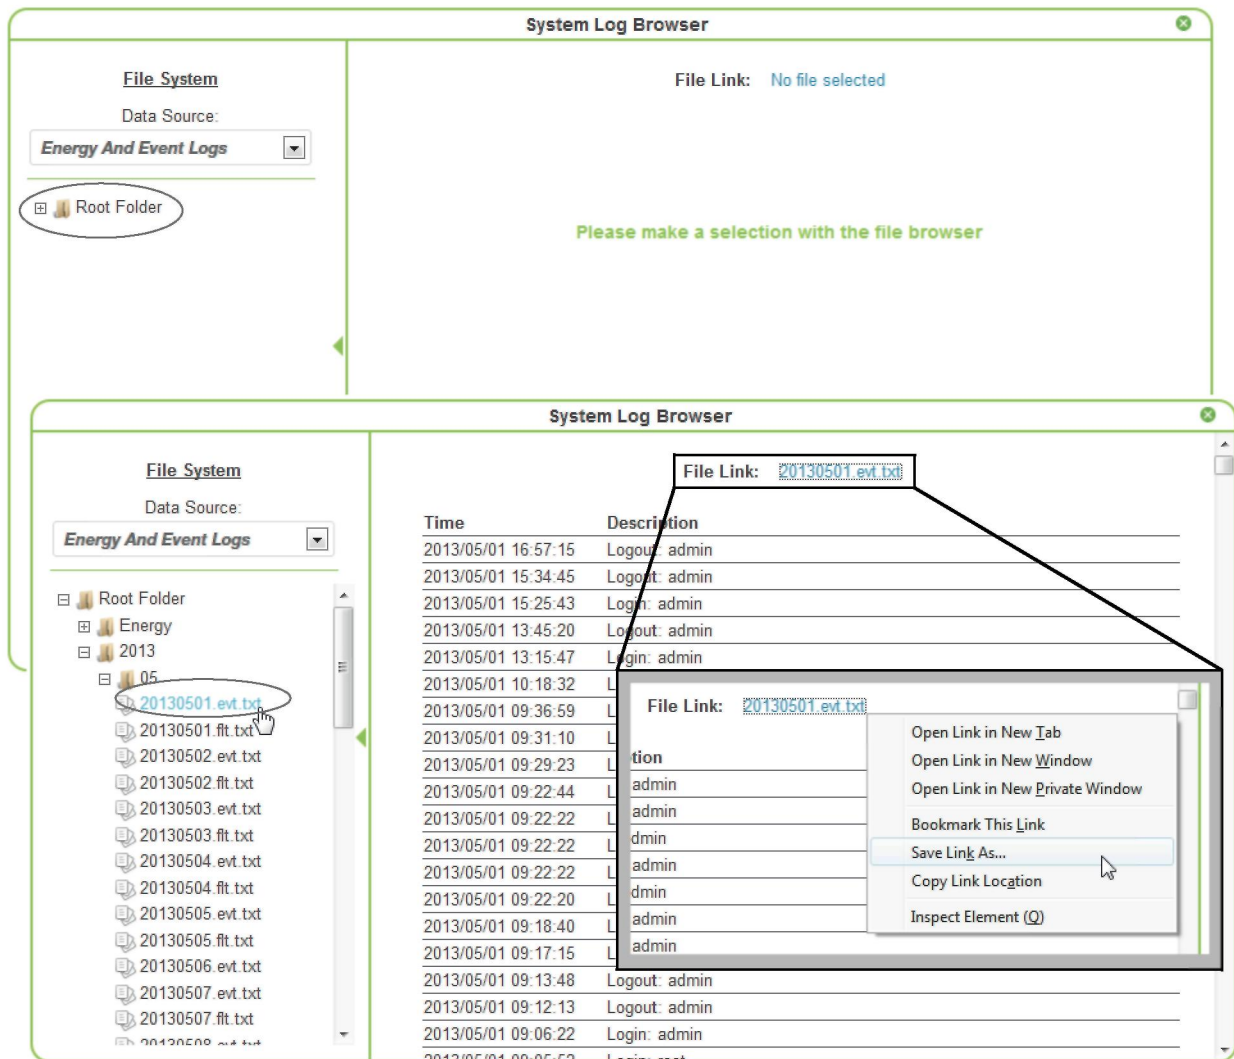 System Log Browser
File System
File Link: No file selected
Data Source:
Energy And Event Logs
Root Folder
Please make a selection with the file browser
System Log Browser
File System
File Link: 20130501.evt.txt
Data Source:
Energy And Event Logs
Root Folder
Energy
2013
05
20130501.evt.txt
20130501.flt.txt
20130502.evt.txt
20130502.flt.txt
20130503.evt.txt
20130503.flt.txt
20130504.evt.txt
20130504.flt.txt
20130505.evt.txt
20130505.flt.txt
20130506.evt.txt
20130507.evt.txt
20130507.flt.txt
20130508.evt.txt
Time Description
2013/05/01 16:57:15 Logout: admin
2013/05/01 15:34:45 Logout: admin
2013/05/01 15:25:43 Login: admin
2013/05/01 13:45:20 Logout: admin
2013/05/01 13:15:47 Login: admin
2013/05/01 10:18:32 L
2013/05/01 09:36:59 L
2013/05/01 09:31:10 L
2013/05/01 09:29:23 L
2013/05/01 09:22:44 L
2013/05/01 09:22:22 L
2013/05/01 09:22:22 L
2013/05/01 09:22:22 L
2013/05/01 09:22:20 L
2013/05/01 09:18:40 L
2013/05/01 09:17:15 L
2013/05/01 09:13:48 Logout: admin
2013/05/01 09:12:13 Logout: admin
2013/05/01 09:06:22 Login: admin
2013/05/01 09:05:52 Login: root
File Link: 20130501.evt.txt
tion
admin
admin
dmin
admin
dmin
admin
admin
Open Link in New Tab
Open Link in New Window
Open Link in New Private Window
Bookmark This Link
Save Link As...
Copy Link Location
Inspect Element (Q)